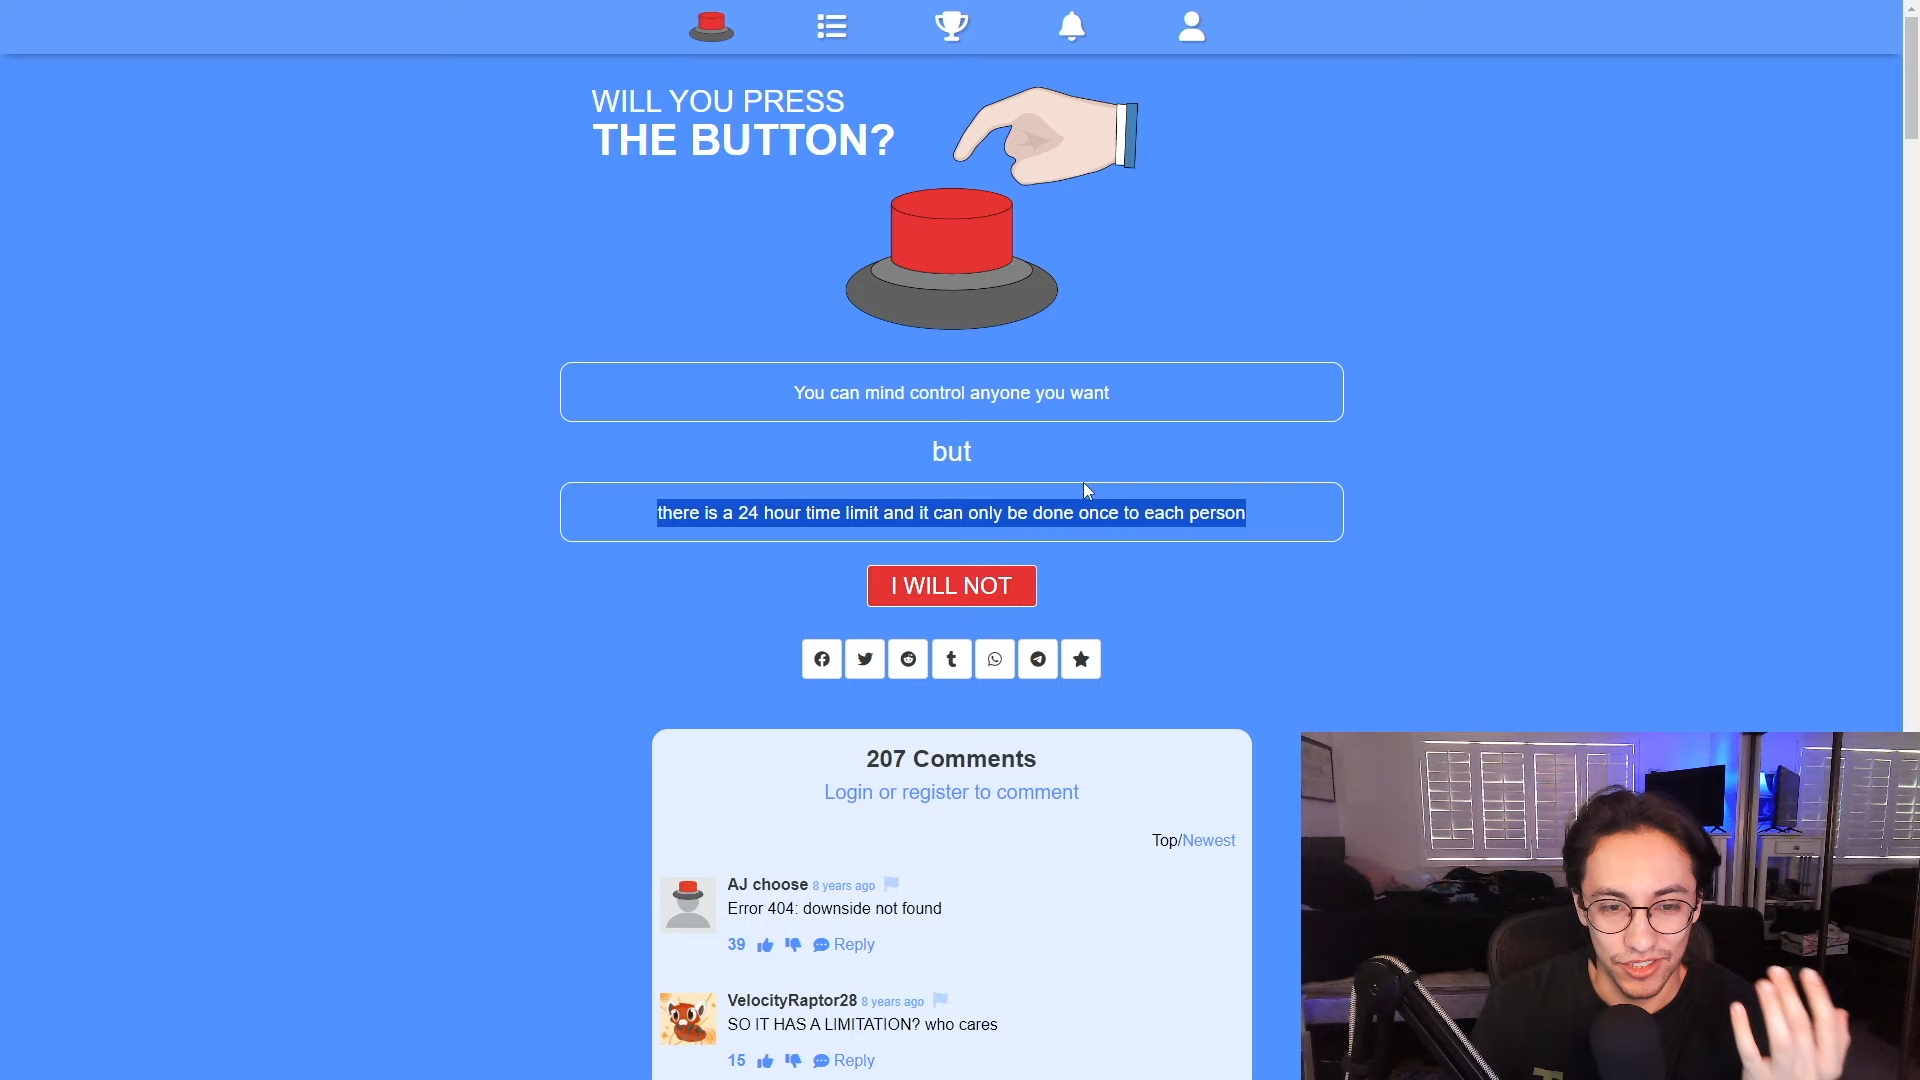 WILL YOU PRESS
THE BUTTON?
You can mind control anyone you want
but
there is a 24 hour time limit and it can only be done once to each person
I WILL NOT
207 Comments
Login or register to comment
Top/Newest
AJ choose 8 years ago
Error 404: downside not found
39 Reply
VelocityRaptor28 8 years ago
SO IT HAS A LIMITATION? who cares
15 Reply